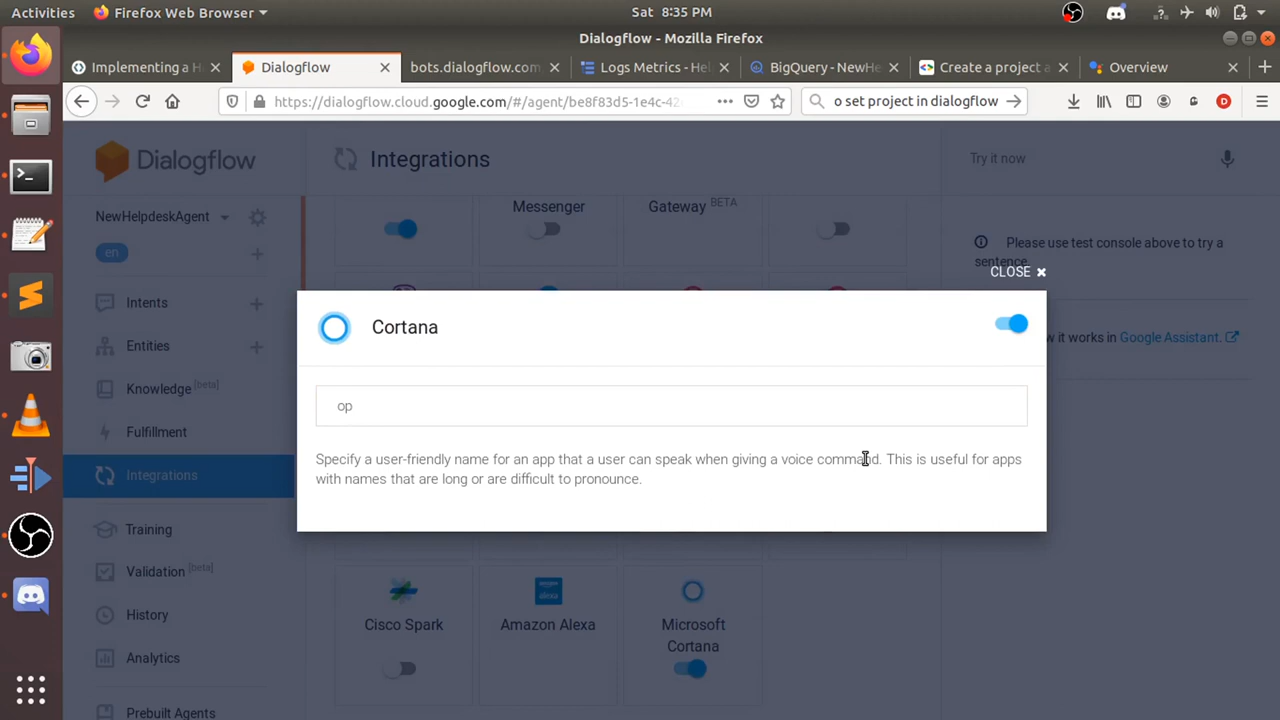 Activities
Firefox Web Browser
Sat 8:35 PM
Dialogflow - Mozilla Firefox
Implementing a H
Dialogflow
bots.dialogflow.com
Logs Metrics - Hel
BigQuery - NewHe
Create a project a
Overview
https://dialogflow.cloud.google.com/#/agent/be8f83d5-1e4c-42
o set project in dialogflow
Dialogflow
Integrations
Try it now
NewHelpdeskAgent
en
Messenger
Gateway BETA
Please use test console above to try a
sentence.
CLOSE
Intents
Entities
Knowledge [beta]
Fulfillment
Integrations
Training
Validation [beta]
History
Analytics
Prebuilt Agents
Cortana
op
Specify a user-friendly name for an app that a user can speak when giving a voice command. This is useful for apps
with names that are long or are difficult to pronounce.
w it works in Google Assistant.
Cisco Spark
Amazon Alexa
Microsoft
Cortana